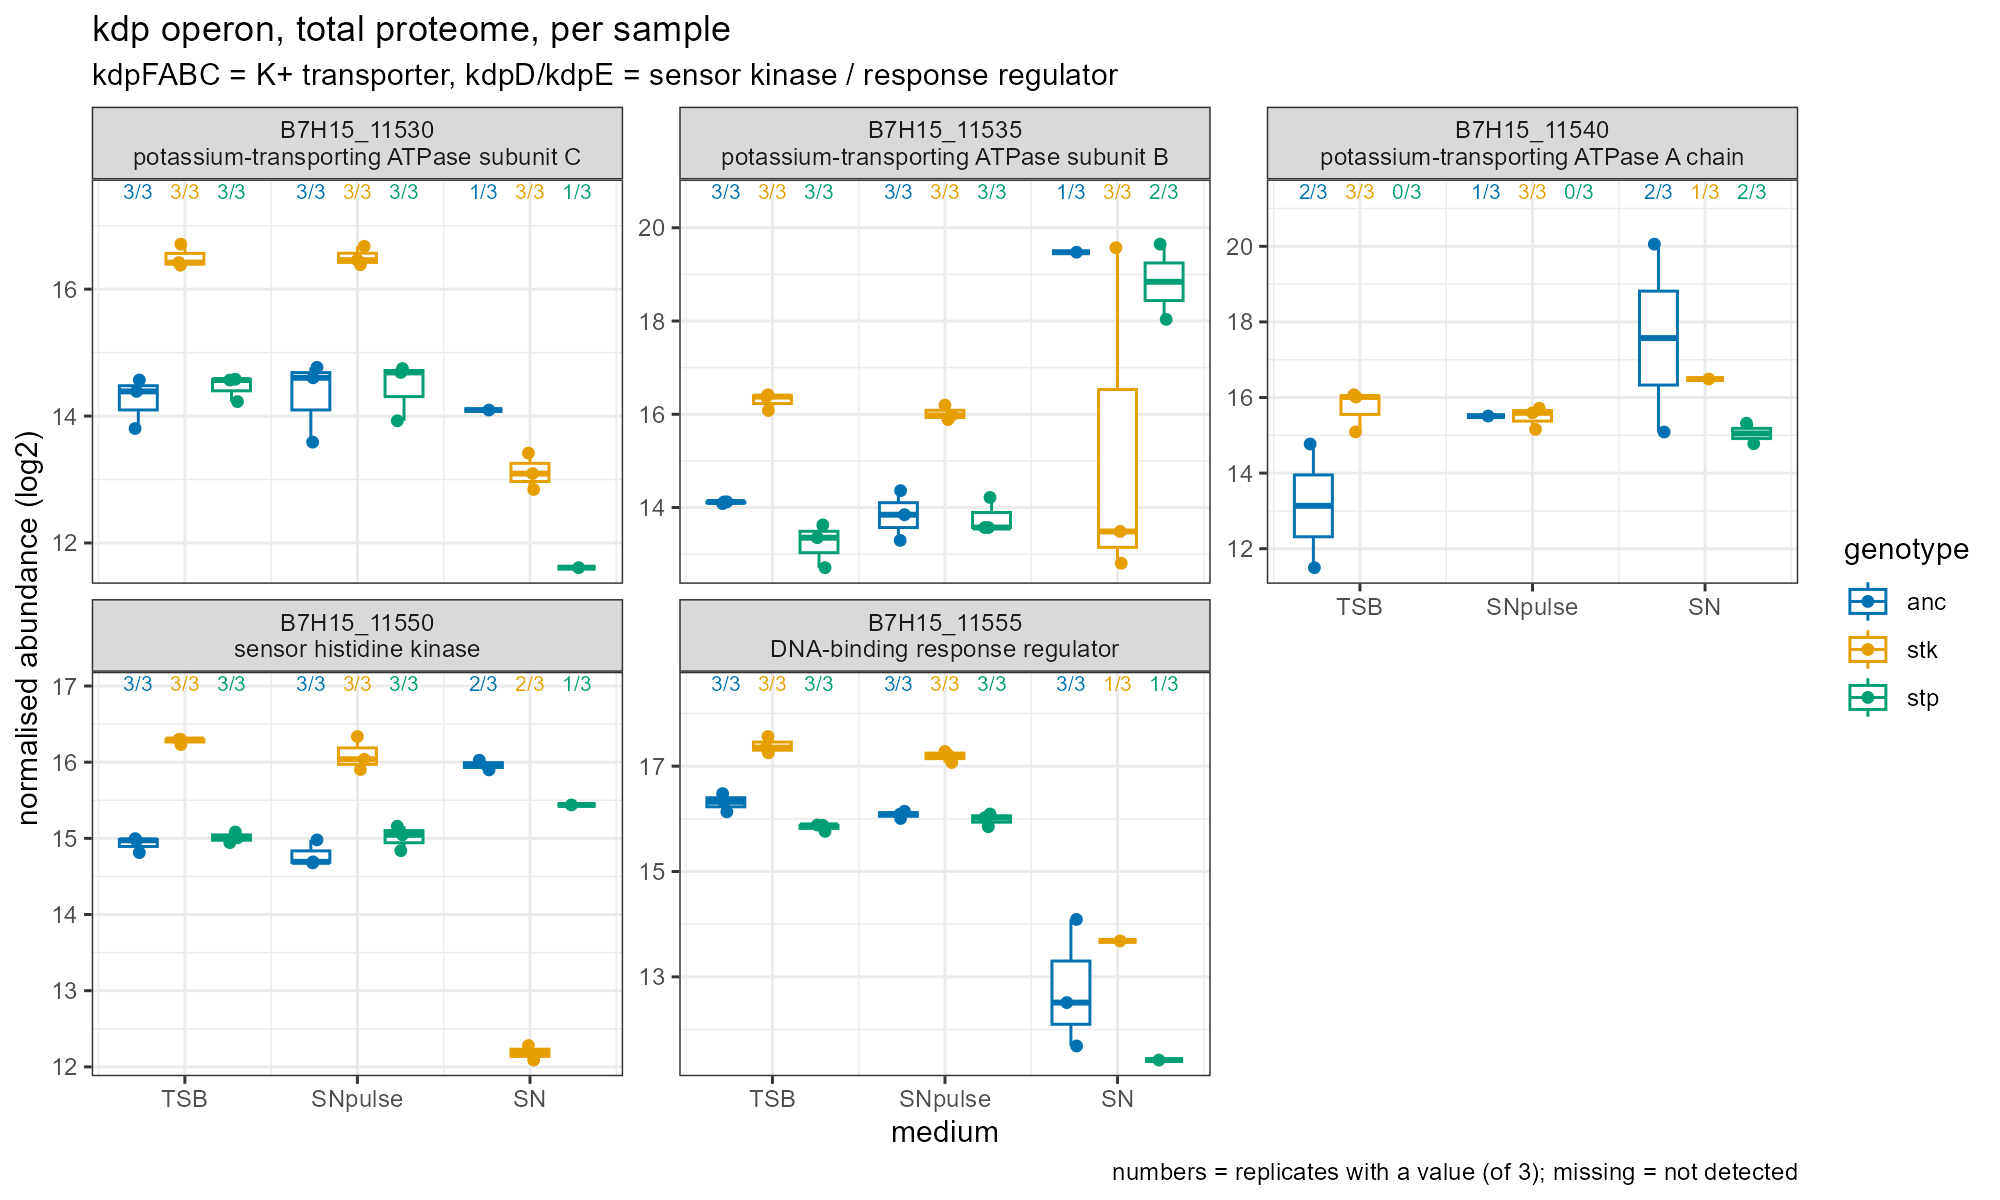 kdp operon, total proteome, per sample
kdpFABC = K+ transporter, kdpD/kdpE = sensor kinase / response regulator
B7H15_11530
potassium-transporting ATPase subunit C
3/3 3/3 3/3 3/3 3/3 3/3 1/3 3/3 1/3
16
14
12
B7H15_11535
potassium-transporting ATPase subunit B
3/3 3/3 3/3 3/3 3/3 3/3 1/3 3/3 2/3
20
18
16
14
B7H15_11540
potassium-transporting ATPase A chain
2/3 3/3 0/3 1/3 3/3 0/3 2/3 1/3 2/3
20
18
16
14
12
TSB SNpulse SN
B7H15_11550
sensor histidine kinase
3/3 3/3 3/3 3/3 3/3 3/3 2/3 2/3 1/3
17
16
15
14
13
12
TSB SNpulse SN
B7H15_11555
DNA-binding response regulator
3/3 3/3 3/3 3/3 3/3 3/3 3/3 1/3 1/3
17
15
13
TSB SNpulse SN
normalised abundance (log2)
medium
genotype
anc
stk
stp
numbers = replicates with a value (of 3); missing = not detected